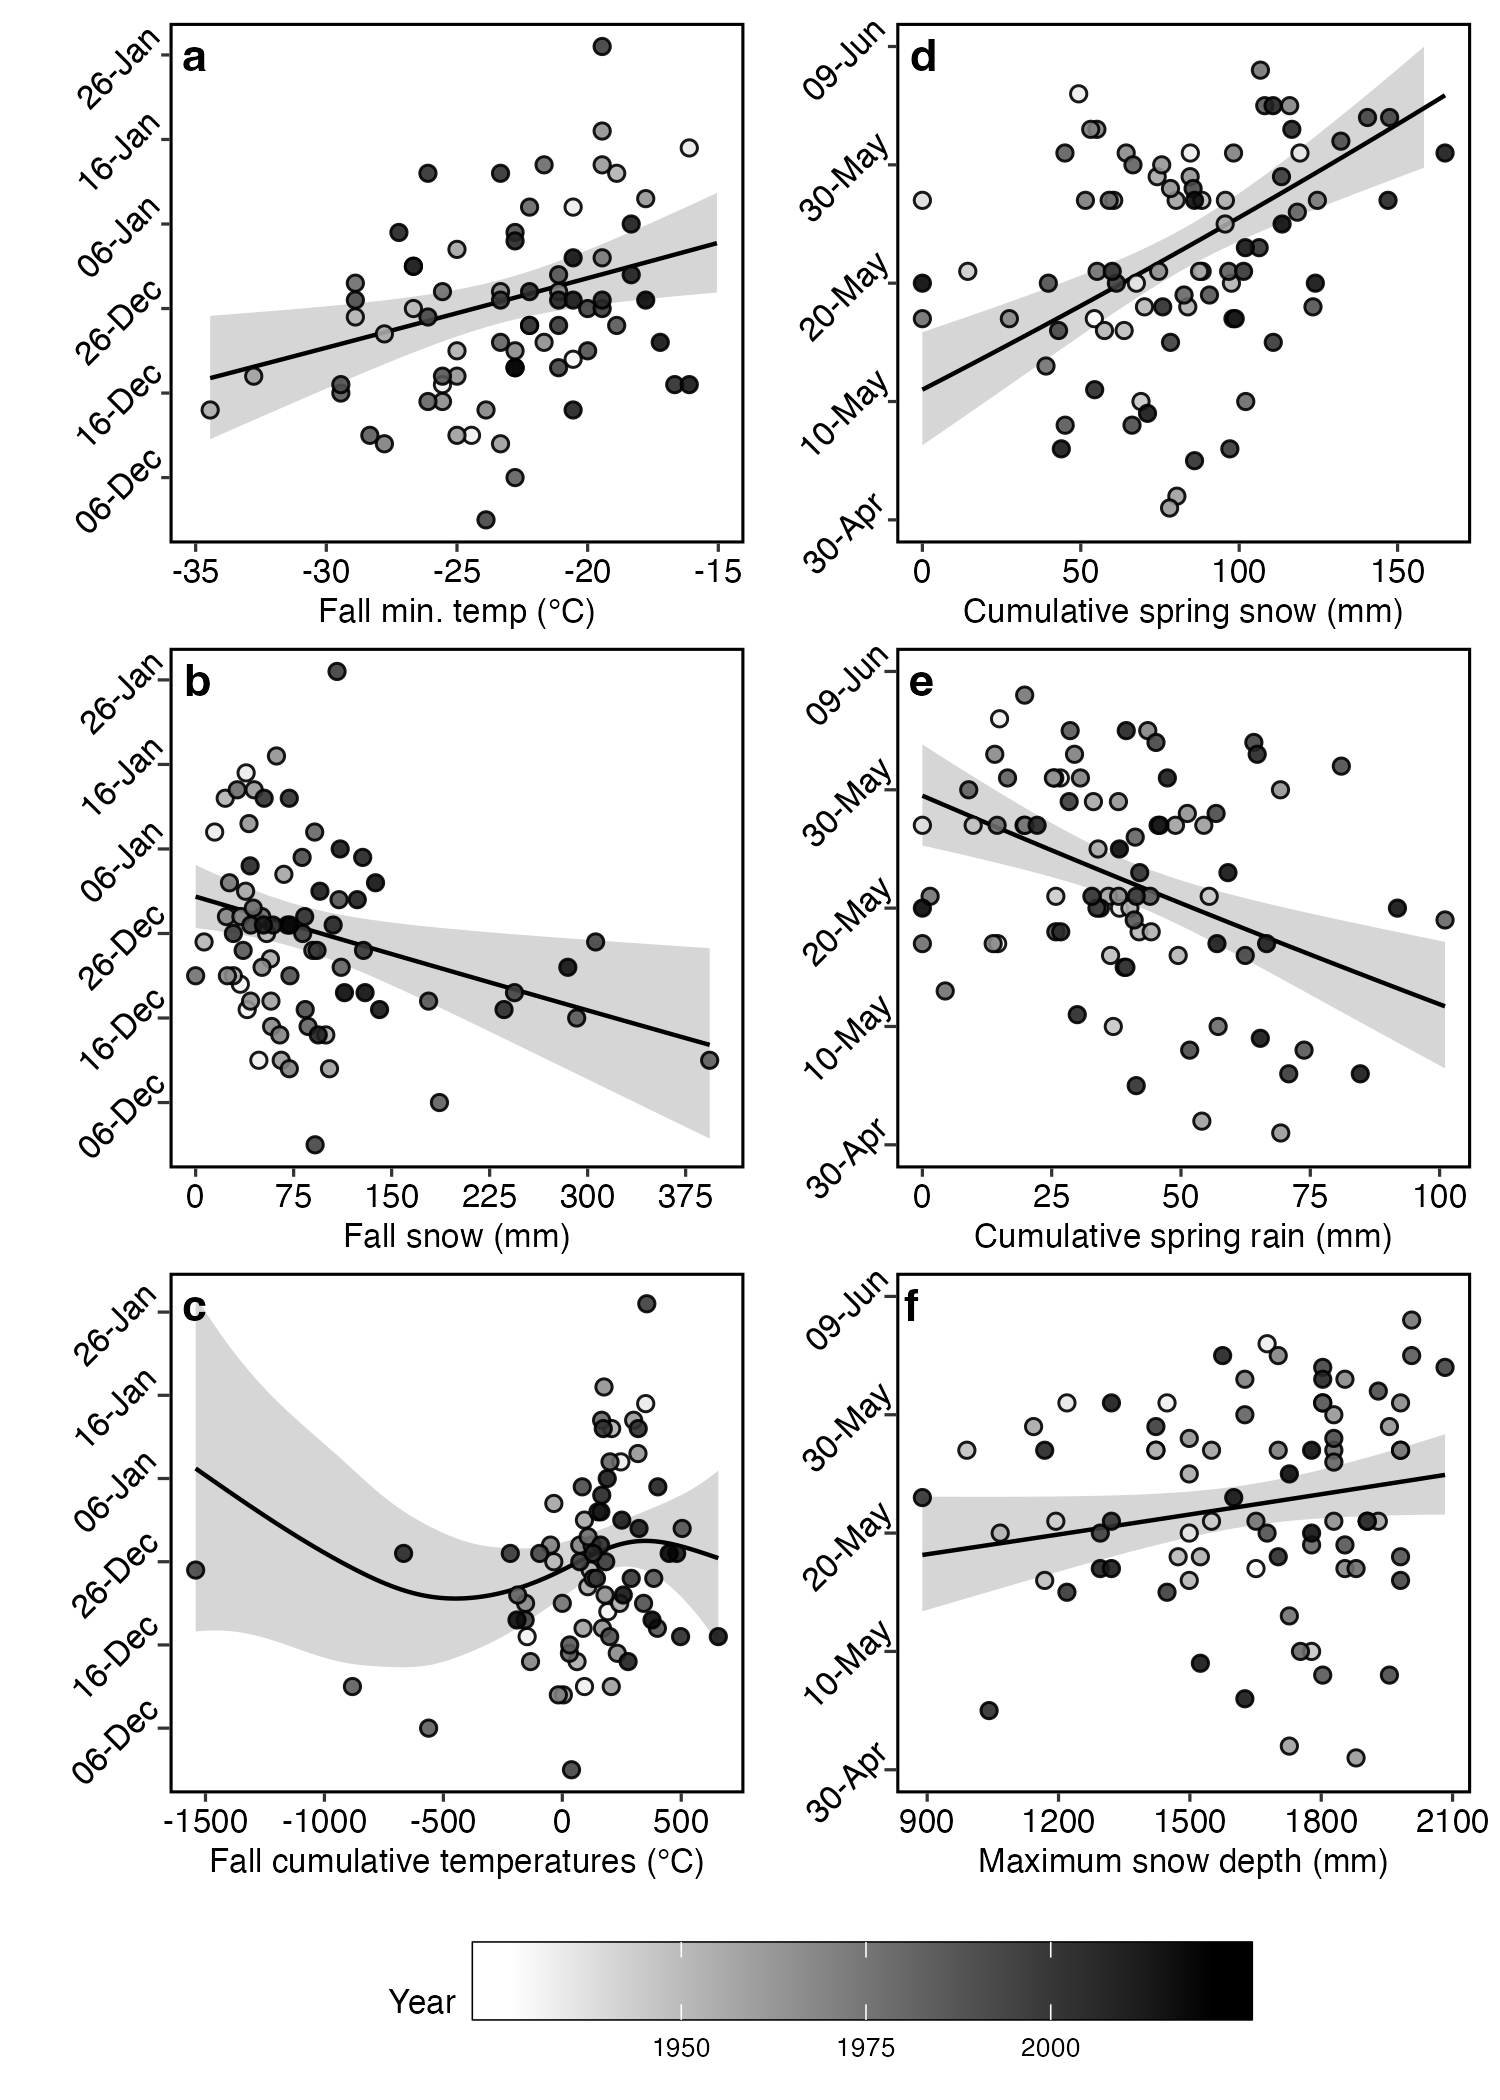 a
26-Jan
16-Jan
06-Jan
26-Dec
16-Dec
06-Dec
-35 -30 -25 -20 -15
Fall min. temp (°C)
d
09-Jun
30-May
20-May
10-May
30-Apr
0 50 100 150
Cumulative spring snow (mm)
b
26-Jan
16-Jan
06-Jan
26-Dec
16-Dec
06-Dec
0 75 150 225 300 375
Fall snow (mm)
e
09-Jun
30-May
20-May
10-May
30-Apr
0 25 50 75 100
Cumulative spring rain (mm)
c
26-Jan
16-Jan
06-Jan
26-Dec
16-Dec
06-Dec
-1500 -1000 -500 0 500
Fall cumulative temperatures (°C)
f
09-Jun
30-May
20-May
10-May
30-Apr
900 1200 1500 1800 2100
Maximum snow depth (mm)
Year
1950 1975 2000